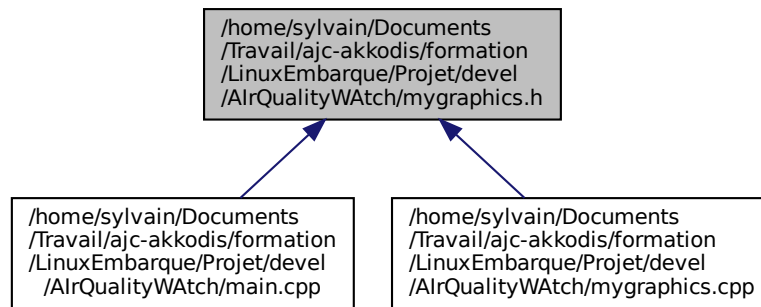 /home/sylvain/Documents
/Travail/ajc-akkodis/formation
/LinuxEmbarque/Projet/devel
/AIrQualityWAtch/mygraphics.h
/home/sylvain/Documents
/Travail/ajc-akkodis/formation
/LinuxEmbarque/Projet/devel
/AIrQualityWAtch/main.cpp
/home/sylvain/Documents
/Travail/ajc-akkodis/formation
/LinuxEmbarque/Projet/devel
/AIrQualityWAtch/mygraphics.cpp